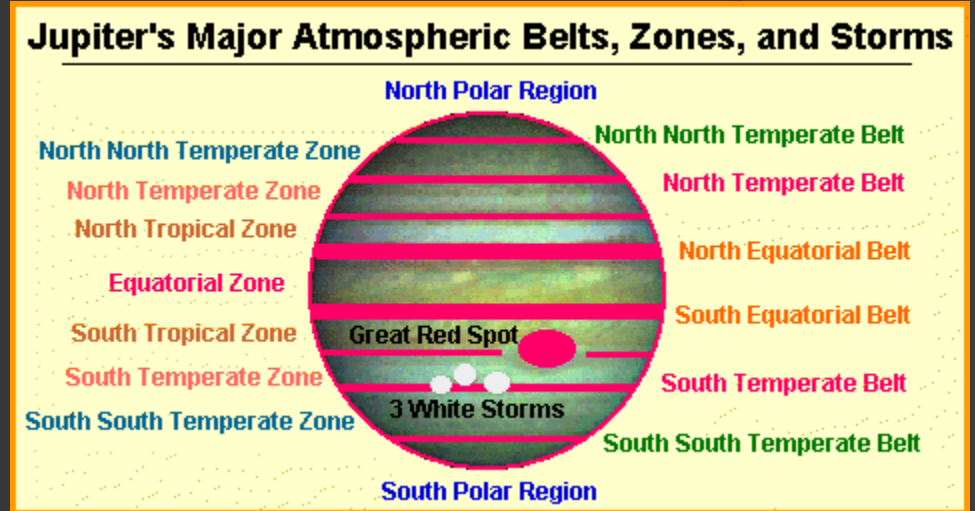 Jupiter's Major Atmospheric Belts, Zones, and Storms
North Polar Region
North North Temperate Belt
North North Temperate Zone
North Temperate Belt
North Temperate Zone
North Tropical Zone
North Equatorial Belt
Equatorial Zone
South Equatorial Belt
South Tropical Zone
Great Red Spot
South Temperate Zone
South Temperate Belt
3 White Storms
South South Temperate Zone
South South Temperate Belt
South Polar Region